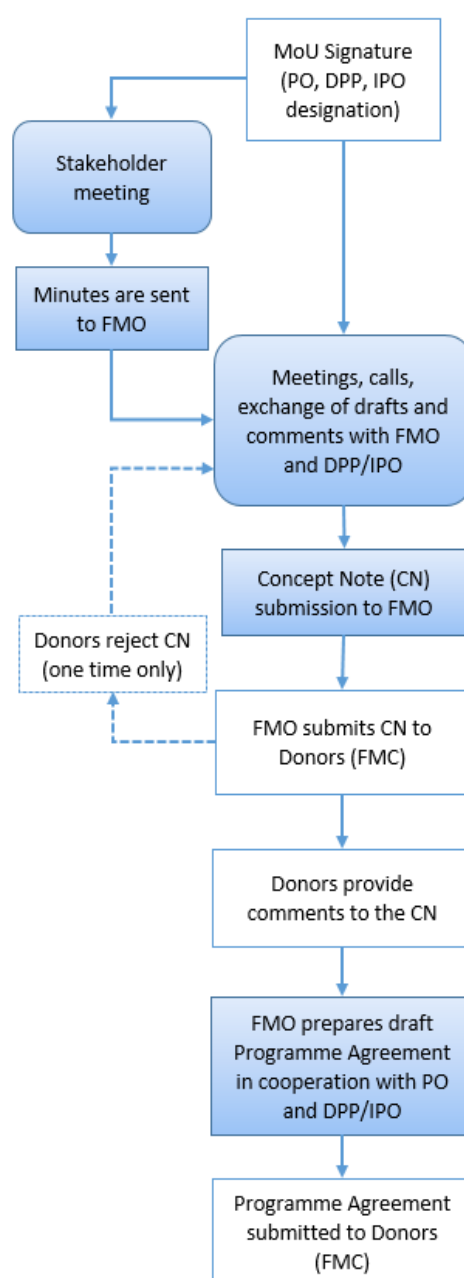 MoU Signature
(PO, DPP, IPO
designation)
Stakeholder
meeting
Minutes are sent
to FMO
Meetings, calls,
exchange of drafts and
comments with FMO
and DPP/IPO
Concept Note (CN)
submission to FMO
Donors reject CN
(one time only)
FMO submits CN to
Donors (FMC)
Donors provide
comments to the CN
FMO prepares draft
Programme Agreement
in cooperation with PO
and DPP/IPO
Programme Agreement
submitted to Donors
(FMC)